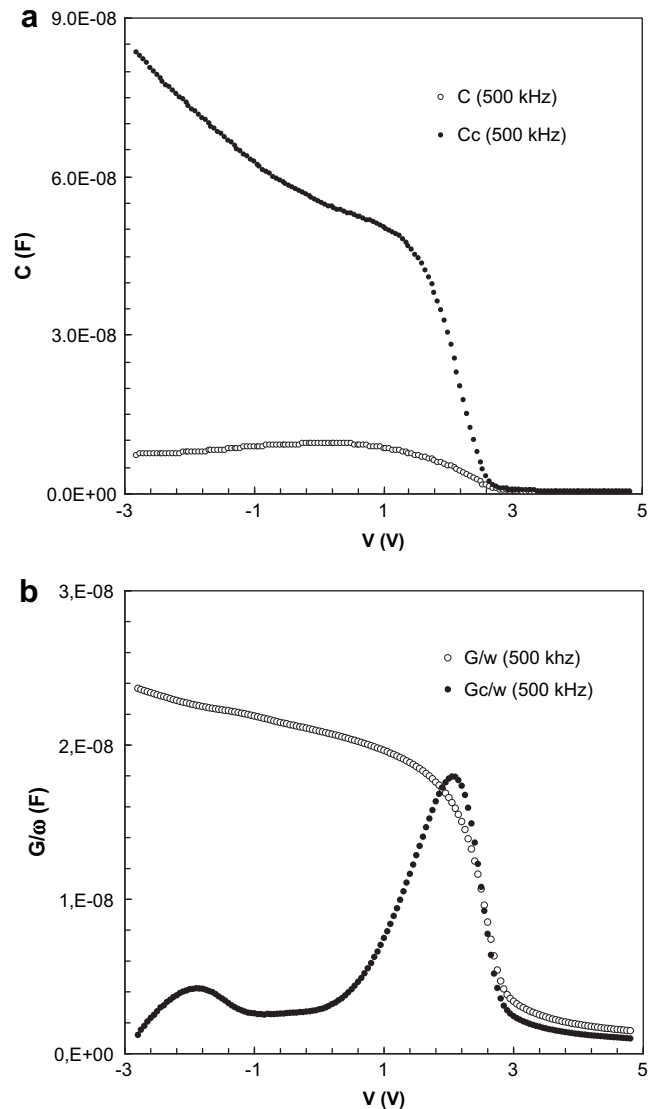 a
9.0E-08
6.0E-08
3.0E-08
0.0E+00
C (F)
C (500 kHz)
Cc (500 kHz)
-3 -1 1 3 5
V (V)
b
3,E-08
2,E-08
1,E-08
0,E+00
G/ω (F)
G/w (500 khz)
Gc/w (500 kHz)
-3 -1 1 3 5
V (V)